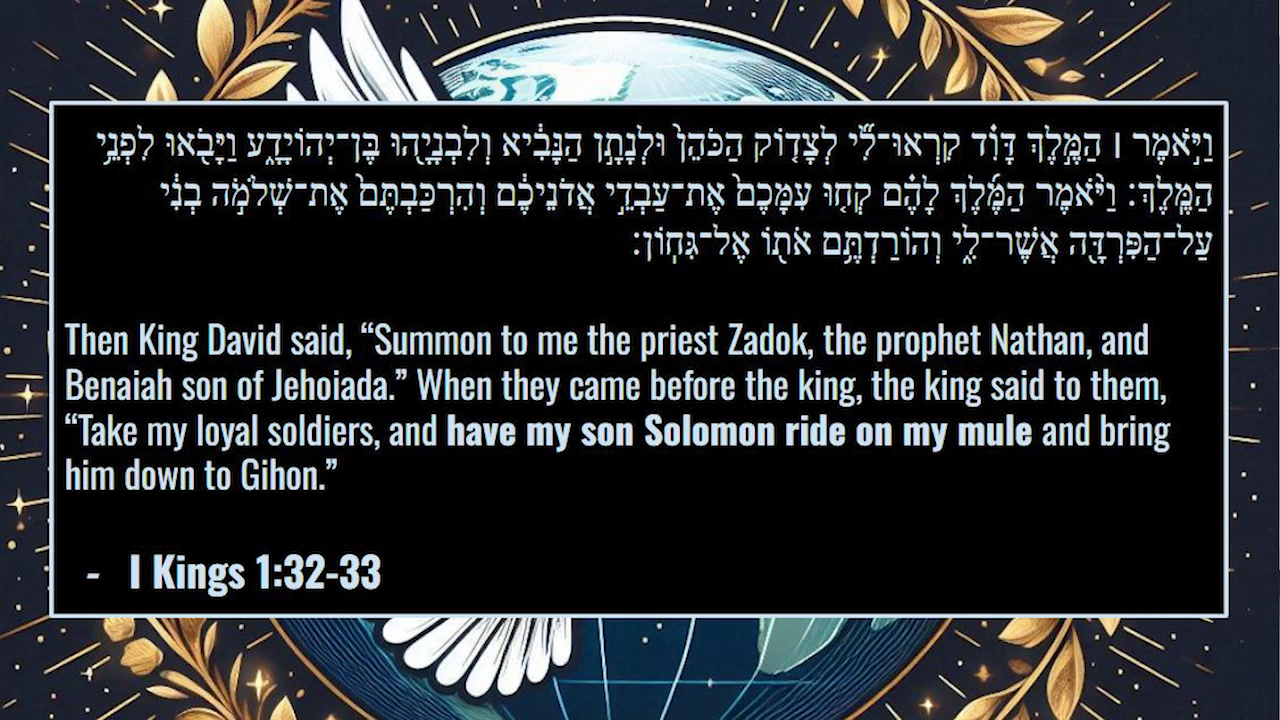 וַיֹּ֣אמֶר ׀ הַמֶּ֣לֶךְ דָּוִ֗ד קִרְאוּ־לִ֞י לְצָד֤וֹק הַכֹּהֵן֙ וּלְנָתָ֣ן הַנָּבִ֔יא וְלִבְנָיָ֖הוּ בֶּן־יְהוֹיָדָ֑ע וַיָּבֹ֖אוּ לִפְנֵ֥י
הַמֶּֽלֶךְ׃ וַיֹּ֨אמֶר הַמֶּ֜לֶךְ לָהֶ֗ם קְח֤וּ עִמָּכֶם֙ אֶת־עַבְדֵ֣י אֲדֹנֵיכֶ֔ם וְהִרְכַּבְתֶּם֙ אֶת־שְׁלֹמֹ֣ה בְנִ֔י
עַל־הַפִּרְדָּ֖ה אֲשֶׁר־לִ֑י וְהוֹרַדְתֶּ֥ם אֹת֖וֹ אֶל־גִּחֽוֹן׃
Then King David said, “Summon to me the priest Zadok, the prophet Nathan, and
Benaiah son of Jehoiada.” When they came before the king, the king said to them,
“Take my loyal soldiers, and have my son Solomon ride on my mule and bring
him down to Gihon.”
- I Kings 1:32-33